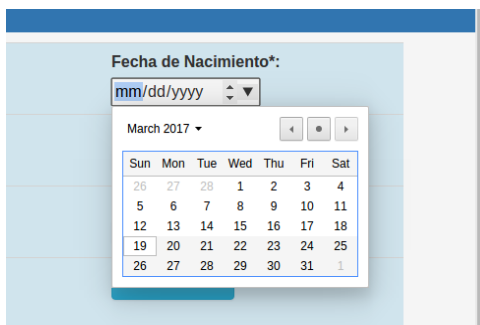 Fecha de Nacimiento*:
mm/dd/yyyy
March 2017
Sun Mon Tue Wed Thu Fri Sat
26 27 28 1 2 3 4
5 6 7 8 9 10 11
12 13 14 15 16 17 18
19 20 21 22 23 24 25
26 27 28 29 30 31 1